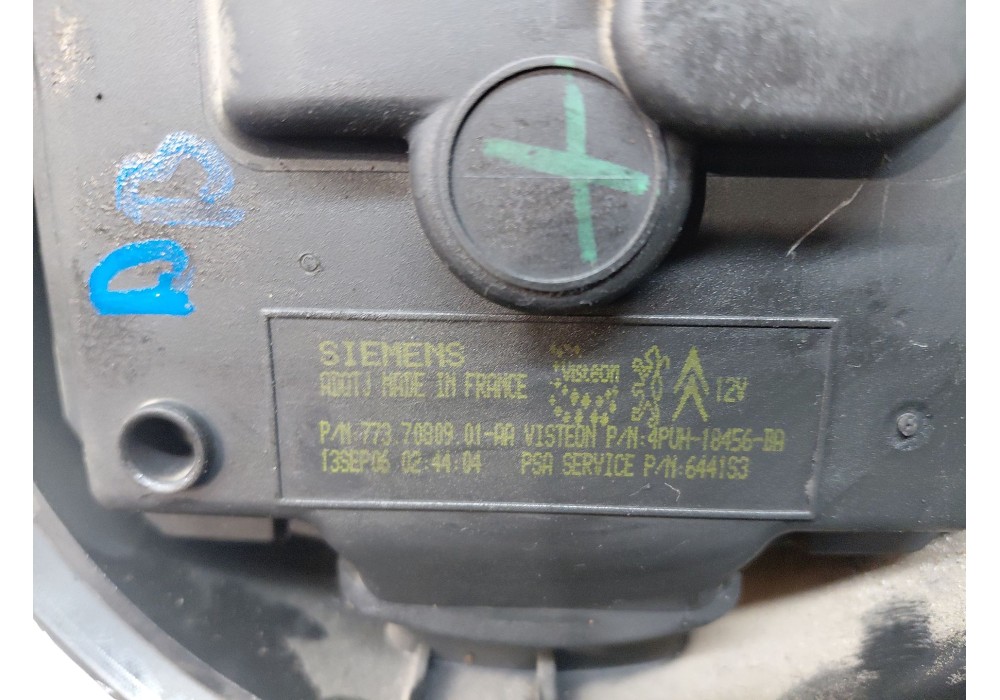 SIEMENS
MADE IN FRANCE
Visteon
12V
P/N:773.70809.01-AA VISTEON P/N:4PUH-18456-BA
13SEP06 02:44:04 PSA SERVICE P/N:6441S3